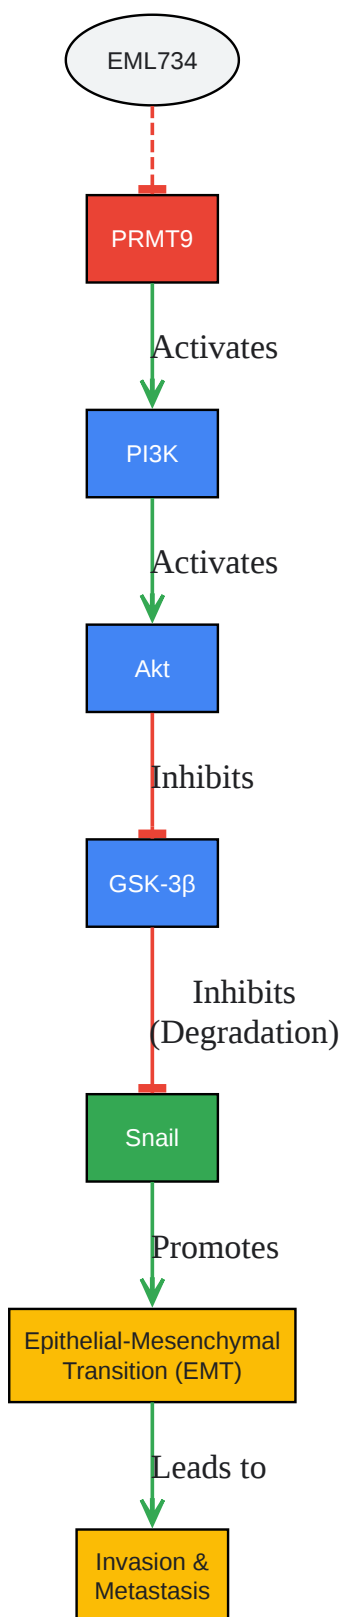 EML734
PRMT9
Activates
PI3K
Activates
Akt
Inhibits
GSK-3β
Inhibits
(Degradation)
Snail
Promotes
Epithelial-Mesenchymal
Transition (EMT)
Leads to
Invasion &
Metastasis